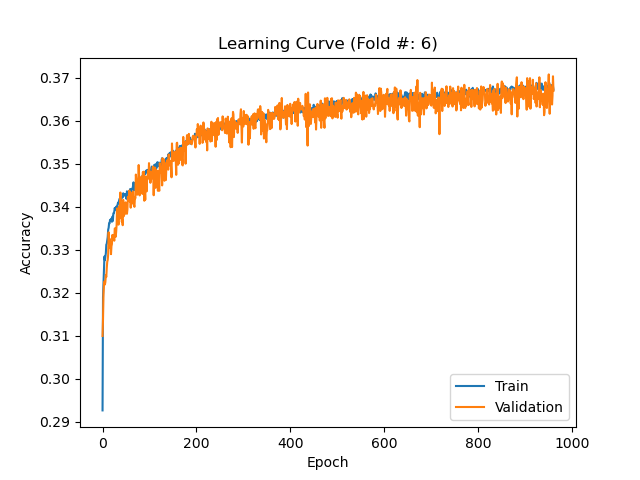 Learning Curve (Fold #: 6)
0.37
0.36
0.35
0.34
0.33
0.32
0.31
0.30
0.29
Accuracy
0 200 400 600 800 1000
Epoch
Train
Validation